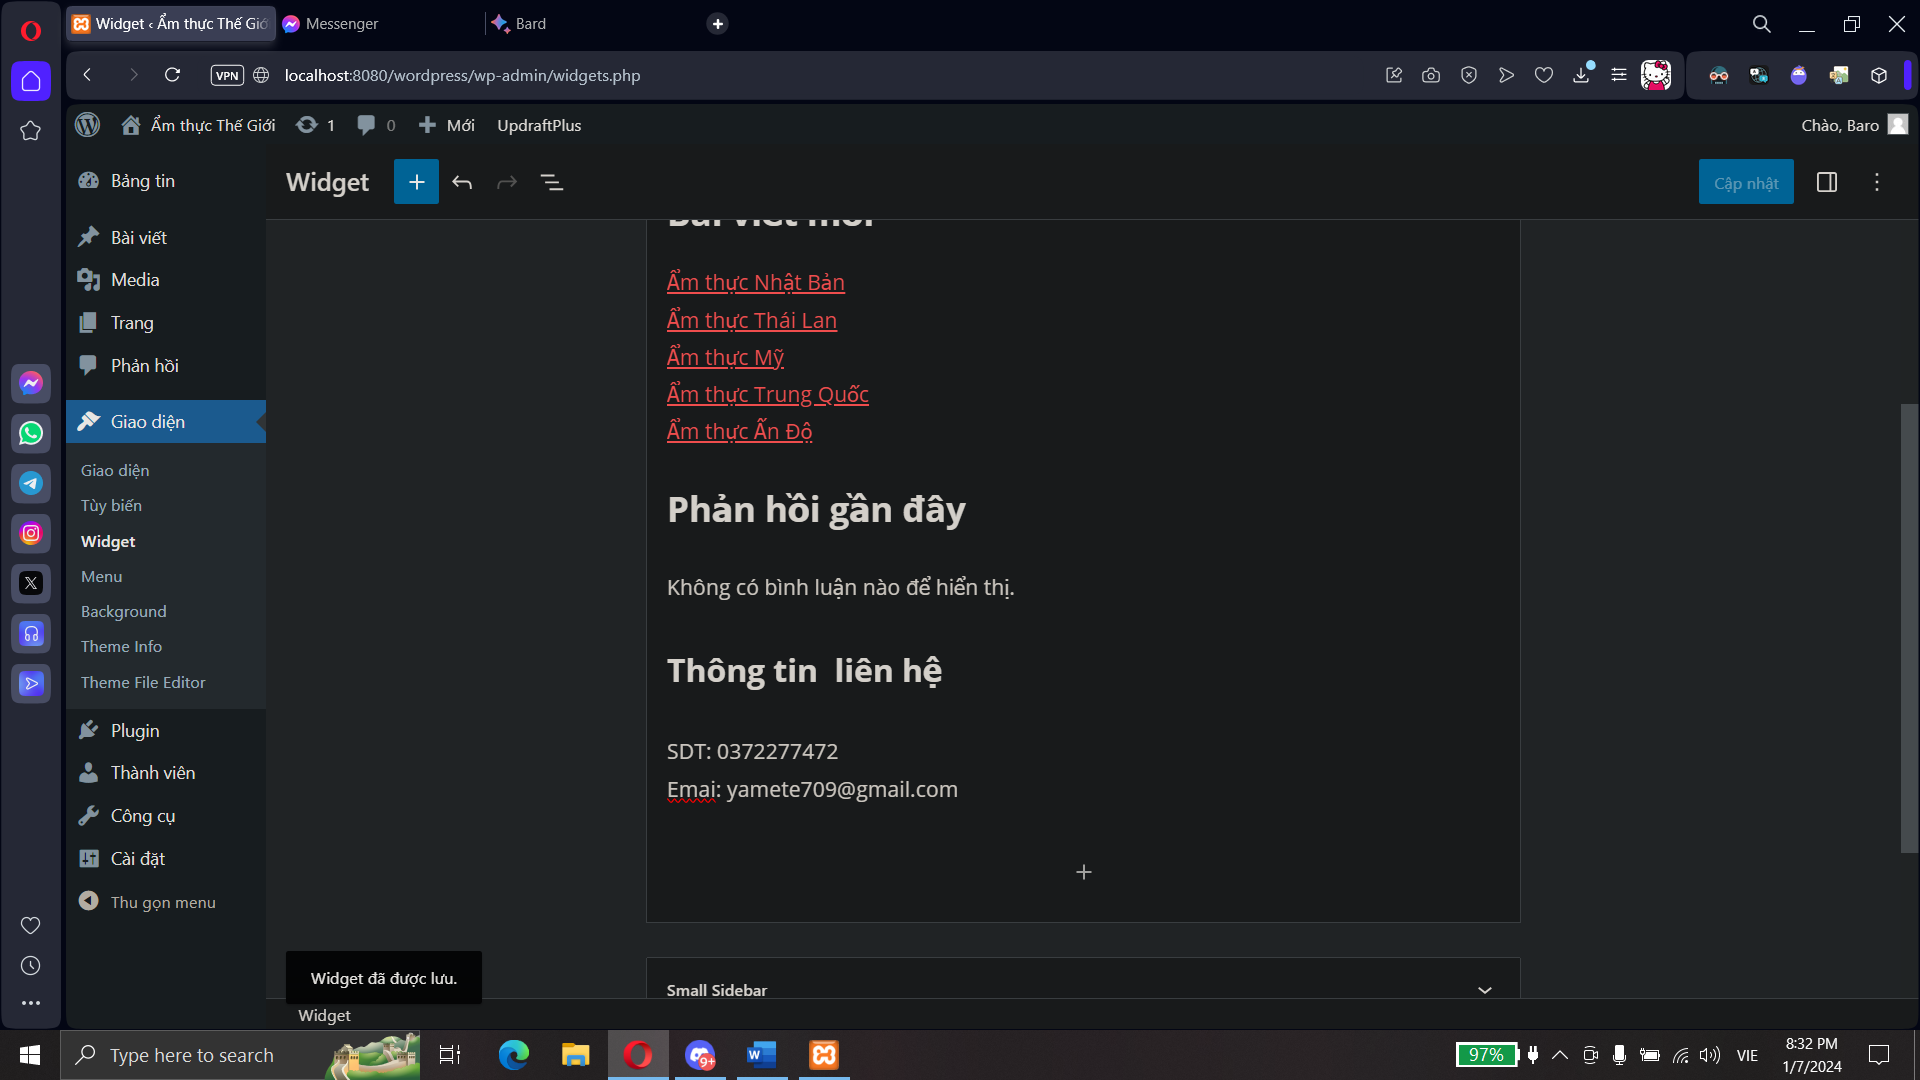 Widget ‹ Ẩm thực Thế Giớ
Messenger
Bard
VPN
localhost:8080/wordpress/wp-admin/widgets.php
Ẩm thực Thế Giới
1
0
Mới
UpdraftPlus
Chào, Baro
Bảng tin
Bài viết
Media
Trang
Phản hồi
Giao diện
Giao diện
Tùy biến
Widget
Menu
Background
Theme Info
Theme File Editor
Plugin
Thành viên
Công cụ
Cài đặt
Thu gọn menu
Widget
Cập nhật
Ẩm thực Nhật Bản
Ẩm thực Thái Lan
Ẩm thực Mỹ
Ẩm thực Trung Quốc
Ẩm thực Ấn Độ
Phản hồi gần đây
Không có bình luận nào để hiển thị.
Thông tin  liên hệ
SDT: 0372277472
Emai: yamete709@gmail.com
Small Sidebar
Widget đã được lưu.
Widget
Type here to search
9+
97%
VIE
8:32 PM
1/7/2024